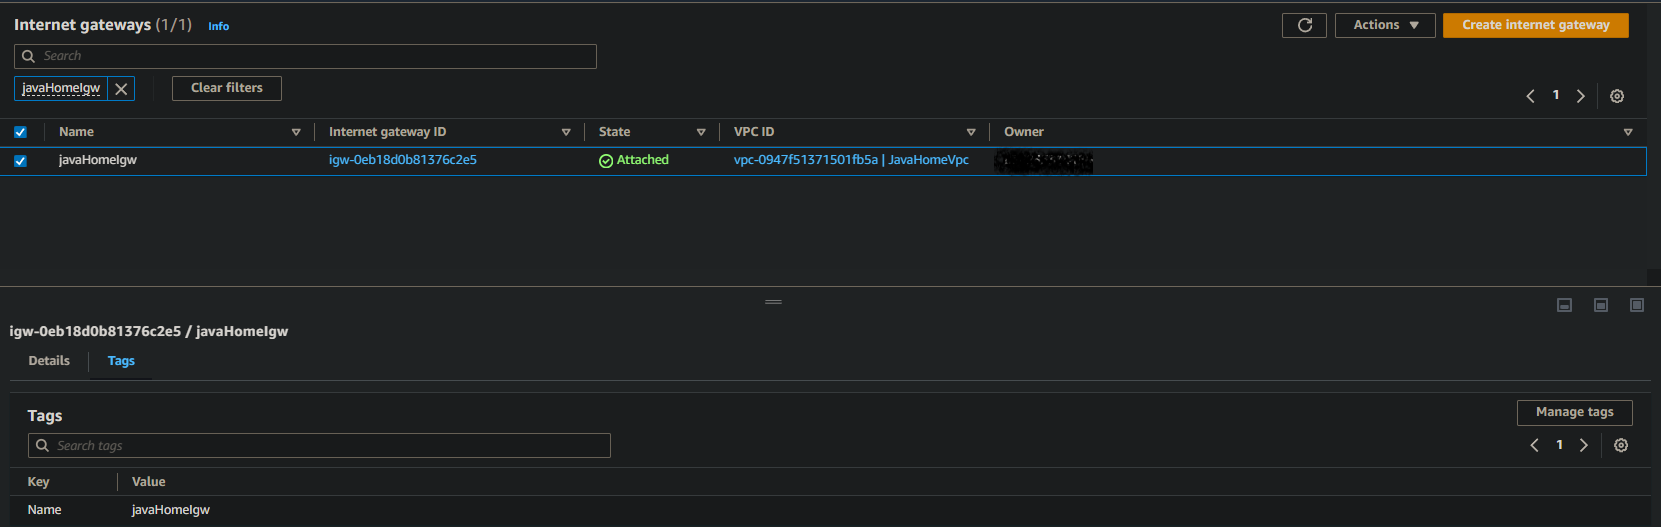 Internet gateways (1/1) Info
Actions
Create internet gateway
Search
javaHomeIgw
Clear filters
1
Name Internet gateway ID State VPC ID Owner
javaHomeIgw igw-0eb18d0b81376c2e5 Attached vpc-0947f51371501fb5a | JavaHomeVpc
igw-0eb18d0b81376c2e5 / javaHomeIgw
Details Tags
Tags
Manage tags
Search tags
1
Key Value
Name javaHomeIgw